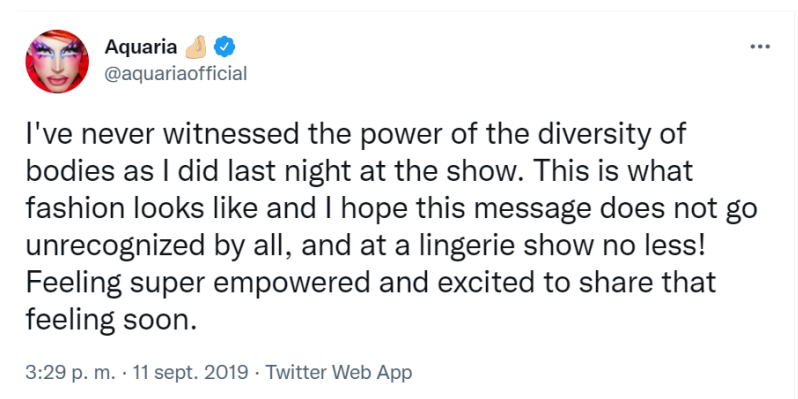 Aquaria 🤌🏻
@aquariaofficial
I've never witnessed the power of the diversity of
bodies as I did last night at the show. This is what
fashion looks like and I hope this message does not go
unrecognized by all, and at a lingerie show no less!
Feeling super empowered and excited to share that
feeling soon.
3:29 p. m. · 11 sept. 2019 · Twitter Web App